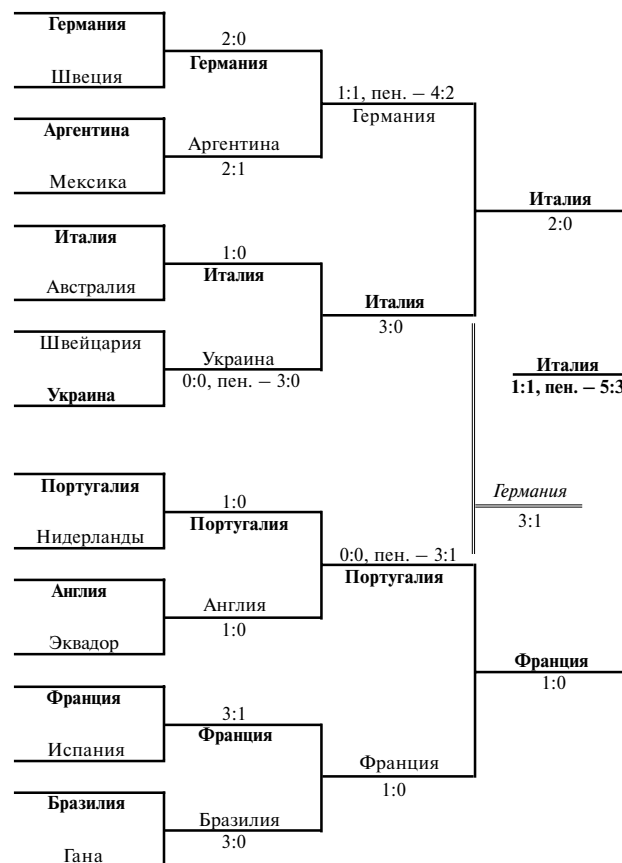 Германия
Швеция
2:0
Германия
Аргентина
Мексика
Аргентина
2:1
1:1, пен. – 4:2
Германия
Италия
Австралия
1:0
Италия
Швейцария
Украина
Украина
0:0, пен. – 3:0
Италия
3:0
Италия
2:0
Италия
1:1, пен. – 5:3
Германия
3:1
Португалия
Нидерланды
1:0
Португалия
Англия
Эквадор
Англия
1:0
0:0, пен. – 3:1
Португалия
Франция
Испания
3:1
Франция
Бразилия
Гана
Бразилия
3:0
Франция
1:0
Франция
1:0